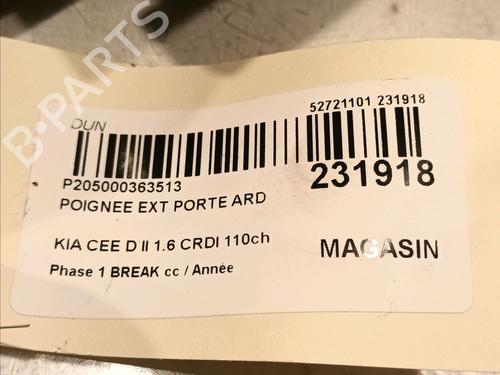 52721101 231918
DUN
P205000363513
231918
POIGNEE EXT PORTE ARD
KIA CEE D II 1.6 CRDI 110ch
MAGASIN
Phase 1 BREAK cc / Année
B-PARTS